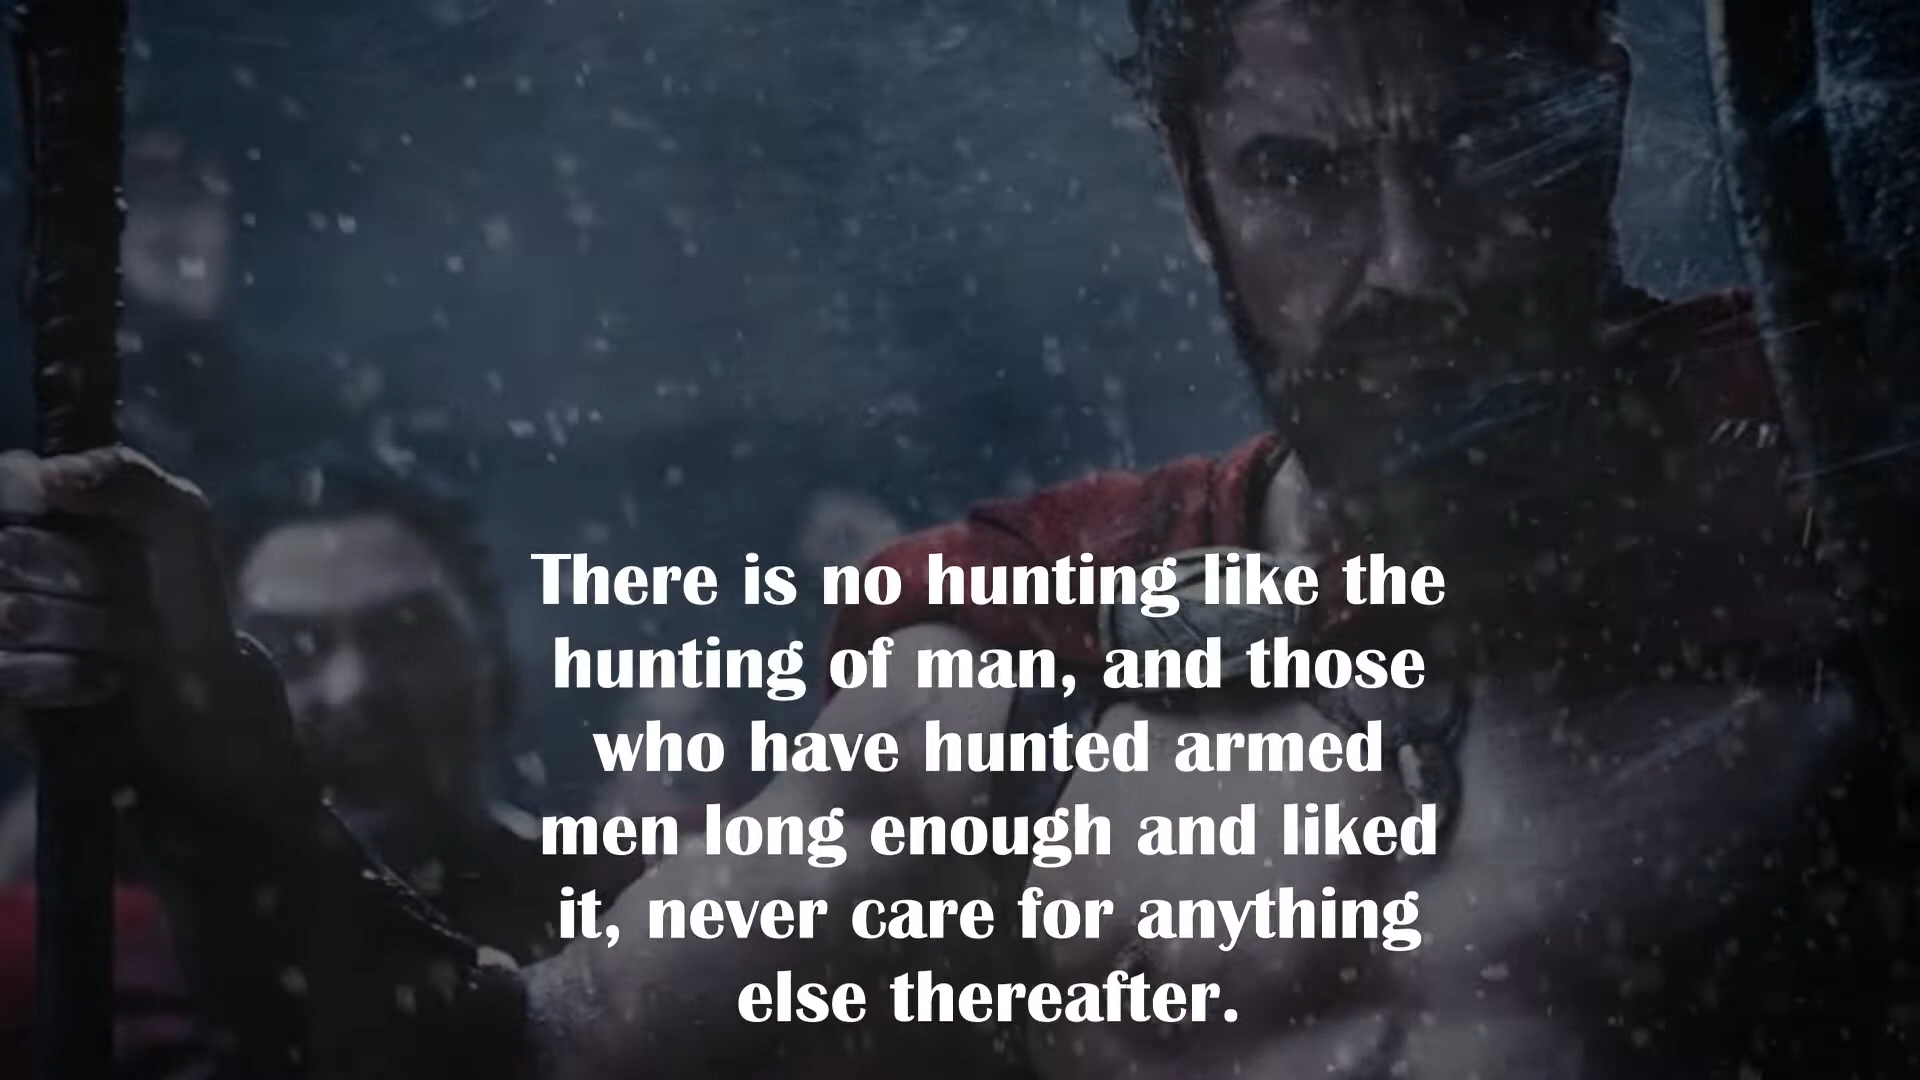 There is no hunting like the
hunting of man, and those
who have hunted armed
men long enough and liked
it, never care for anything
else thereafter.